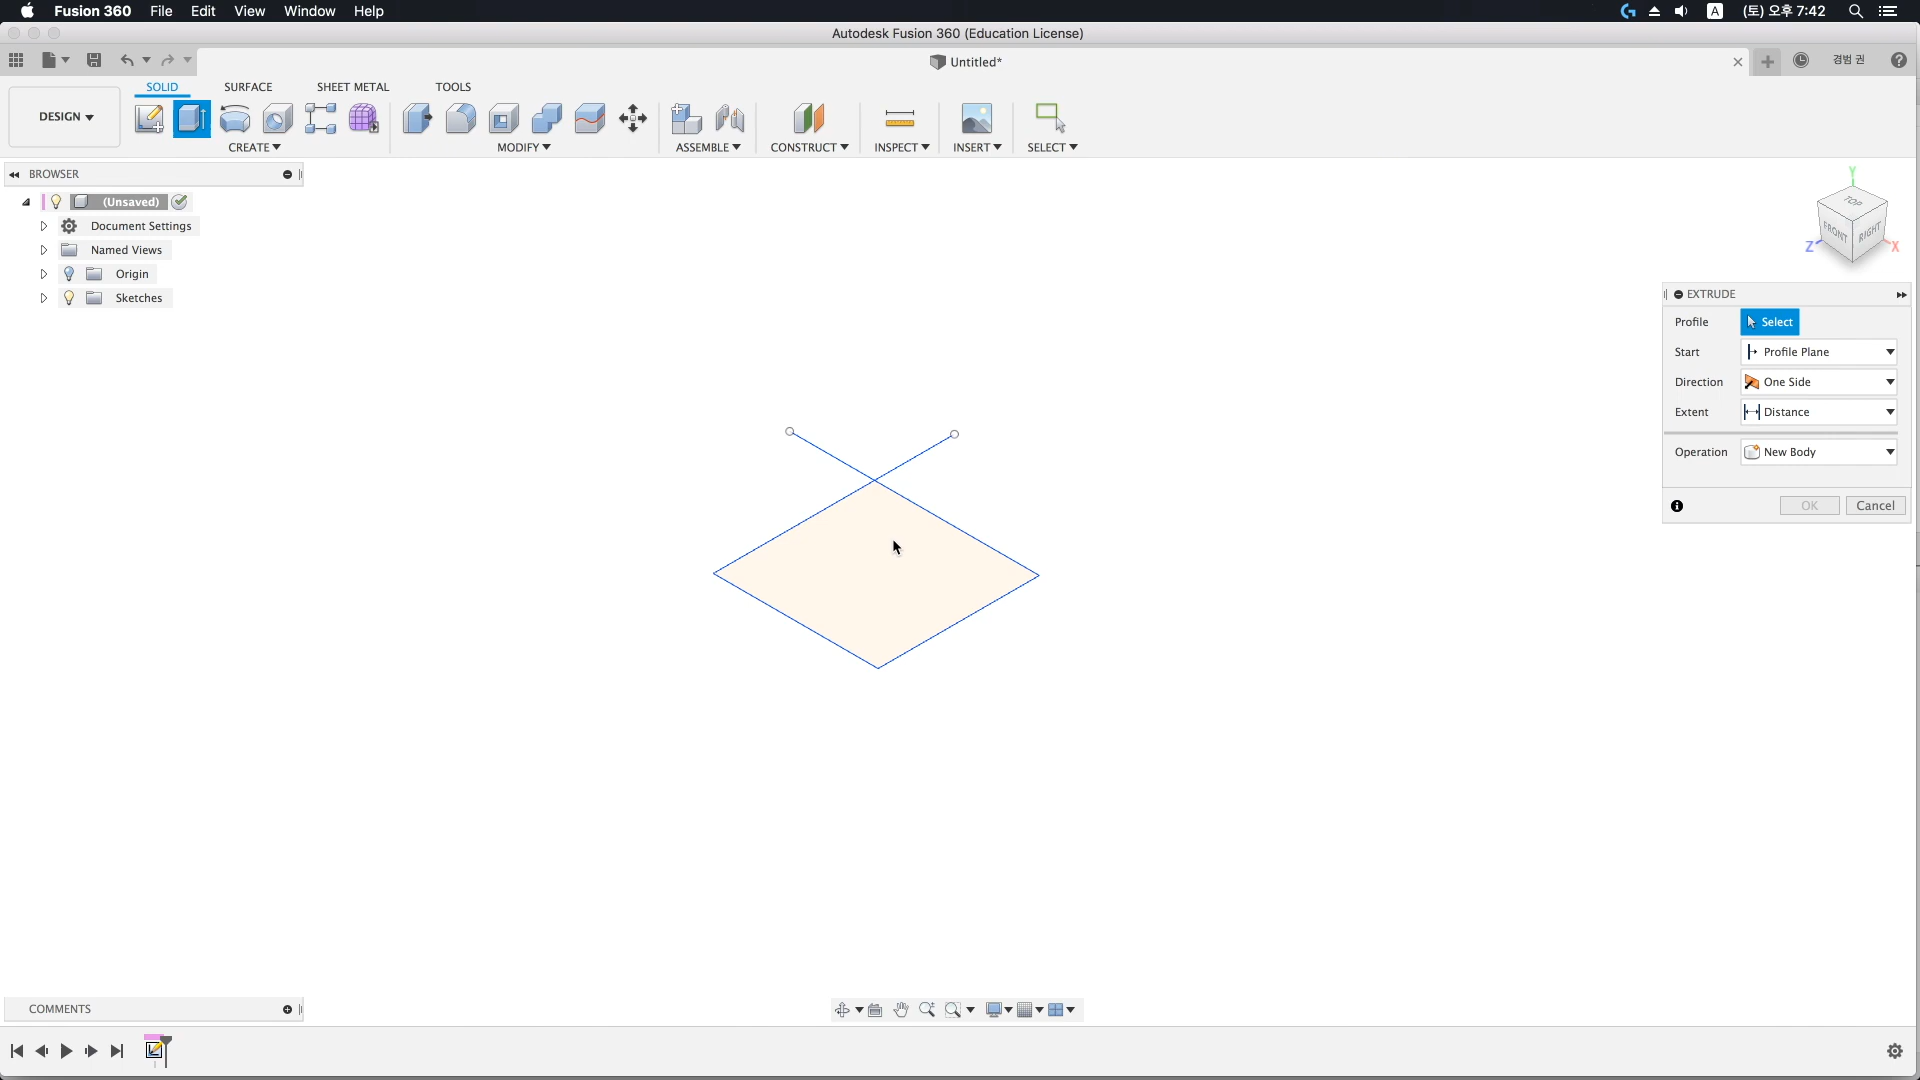 Fusion 360 File Edit View Window Help A (토) 오후 7:42
Autodesk Fusion 360 (Education License)
Untitled* 경범 권
SOLID SURFACE SHEET METAL TOOLS
DESIGN
CREATE MODIFY ASSEMBLE CONSTRUCT INSPECT INSERT SELECT
BROWSER
(Unsaved)
Document Settings
Named Views
Origin
Sketches
Y
TOP
FRONT RIGHT
Z X
EXTRUDE
Profile Select
Start Profile Plane
Direction One Side
Extent Distance
Operation New Body
OK Cancel
COMMENTS